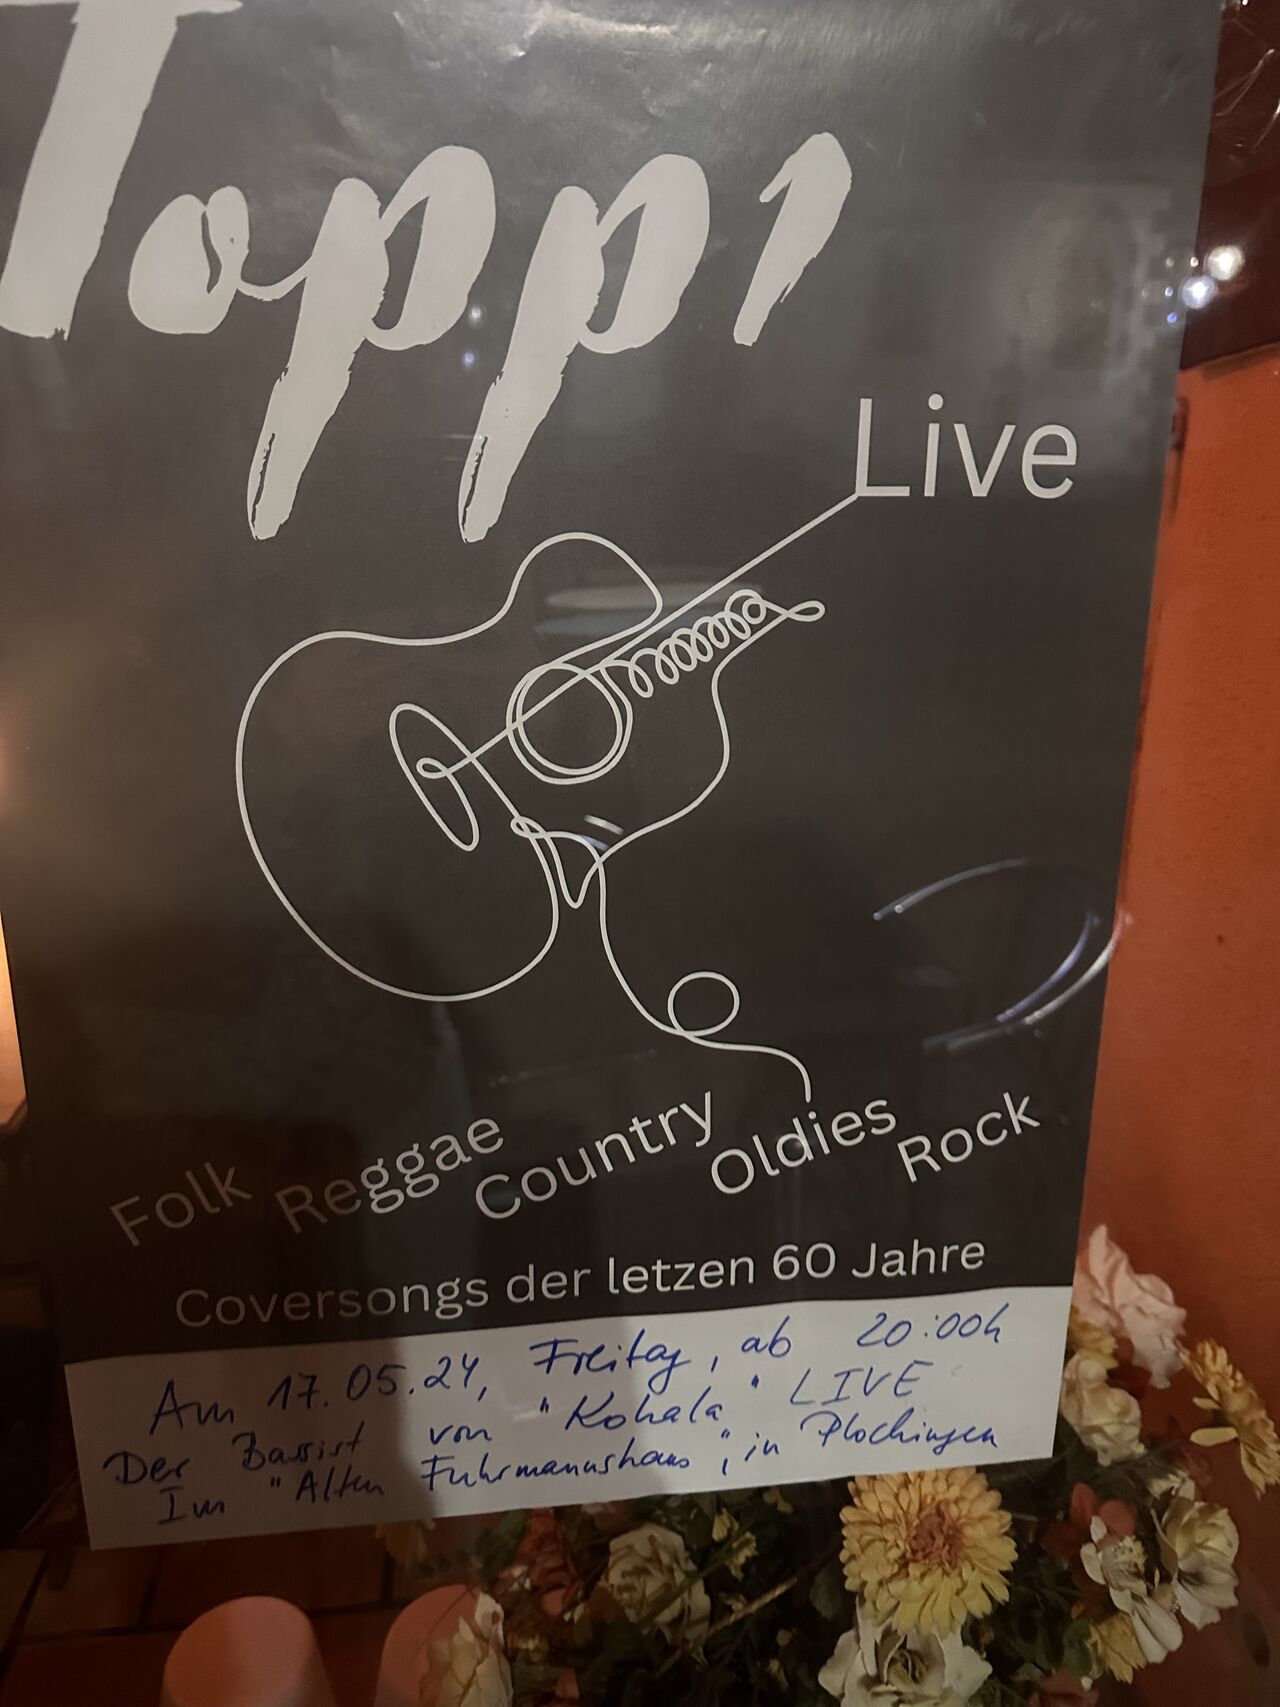 Toppi
Live
Folk Reggae Country Oldies Rock
Coversongs der letzen 60 Jahre
Am 17.05.24, Freitag, ab 20:00h
Der Bassist von "Kohala" LIVE
Im "Alten Fuhrmannshaus", in Plochingen